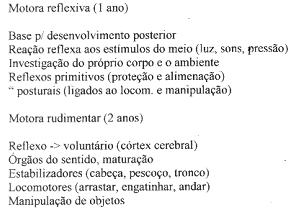 Motora reflexiva (1 ano)
Base p/ desenvolvimento posterior
Reação reflexa aos estímulos do meio (luz, sons, pressão)
Investigação do próprio corpo e o ambiente
Reflexos primitivos (proteção e alimenação)
“ posturais (ligados ao locom. e manipulação)
Motora rudimentar (2 anos)
Reflexo -> voluntário (córtex cerebral)
Órgãos do sentido, maturação
Estabilizadores (cabeça, pescoço, tronco)
Locomotores (arrastar, engatinhar, andar)
Manipulação de objetos